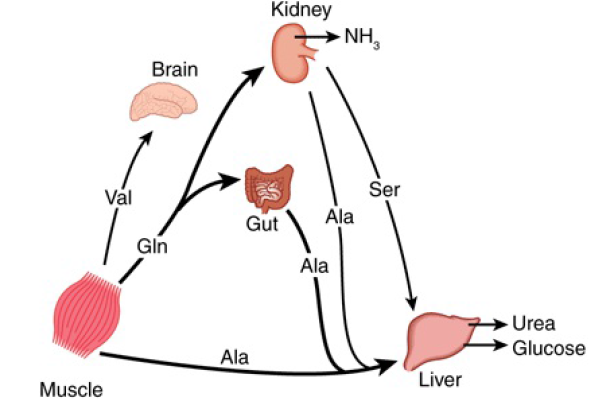 Kidney
NH3
Brain
Val
Gln
Gut
Ala
Ser
Ala
Ala
Urea
Glucose
Liver
Muscle